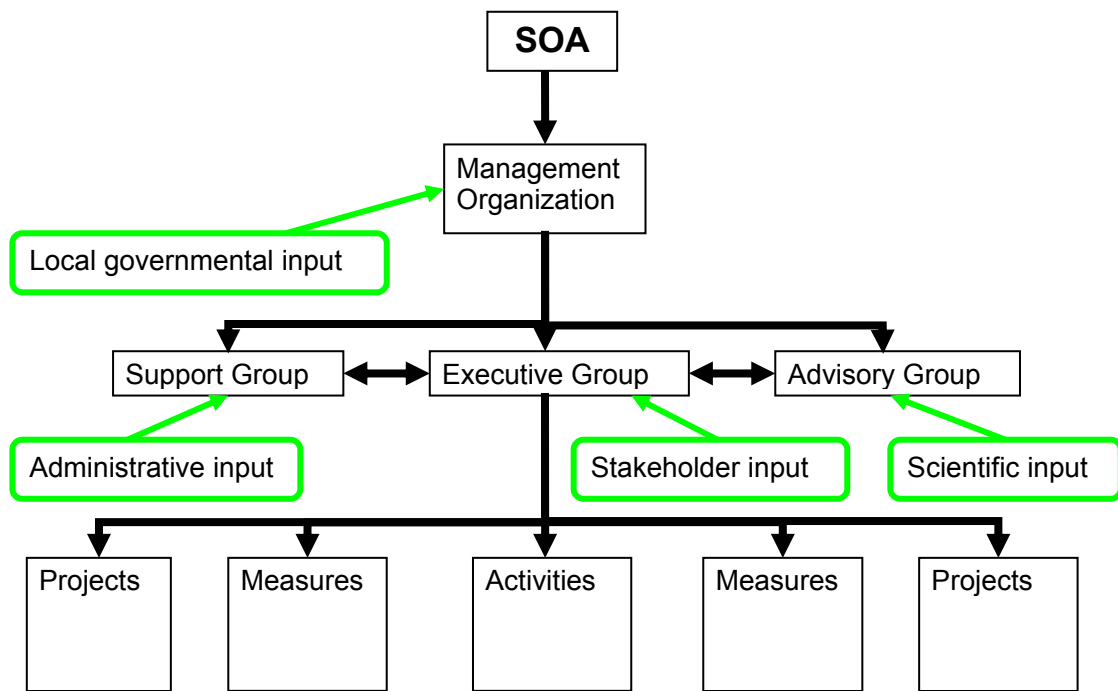 SOA
Management
Organization
Local governmental input
Support Group
Executive Group
Advisory Group
Administrative input
Stakeholder input
Scientific input
Projects
Measures
Activities
Measures
Projects